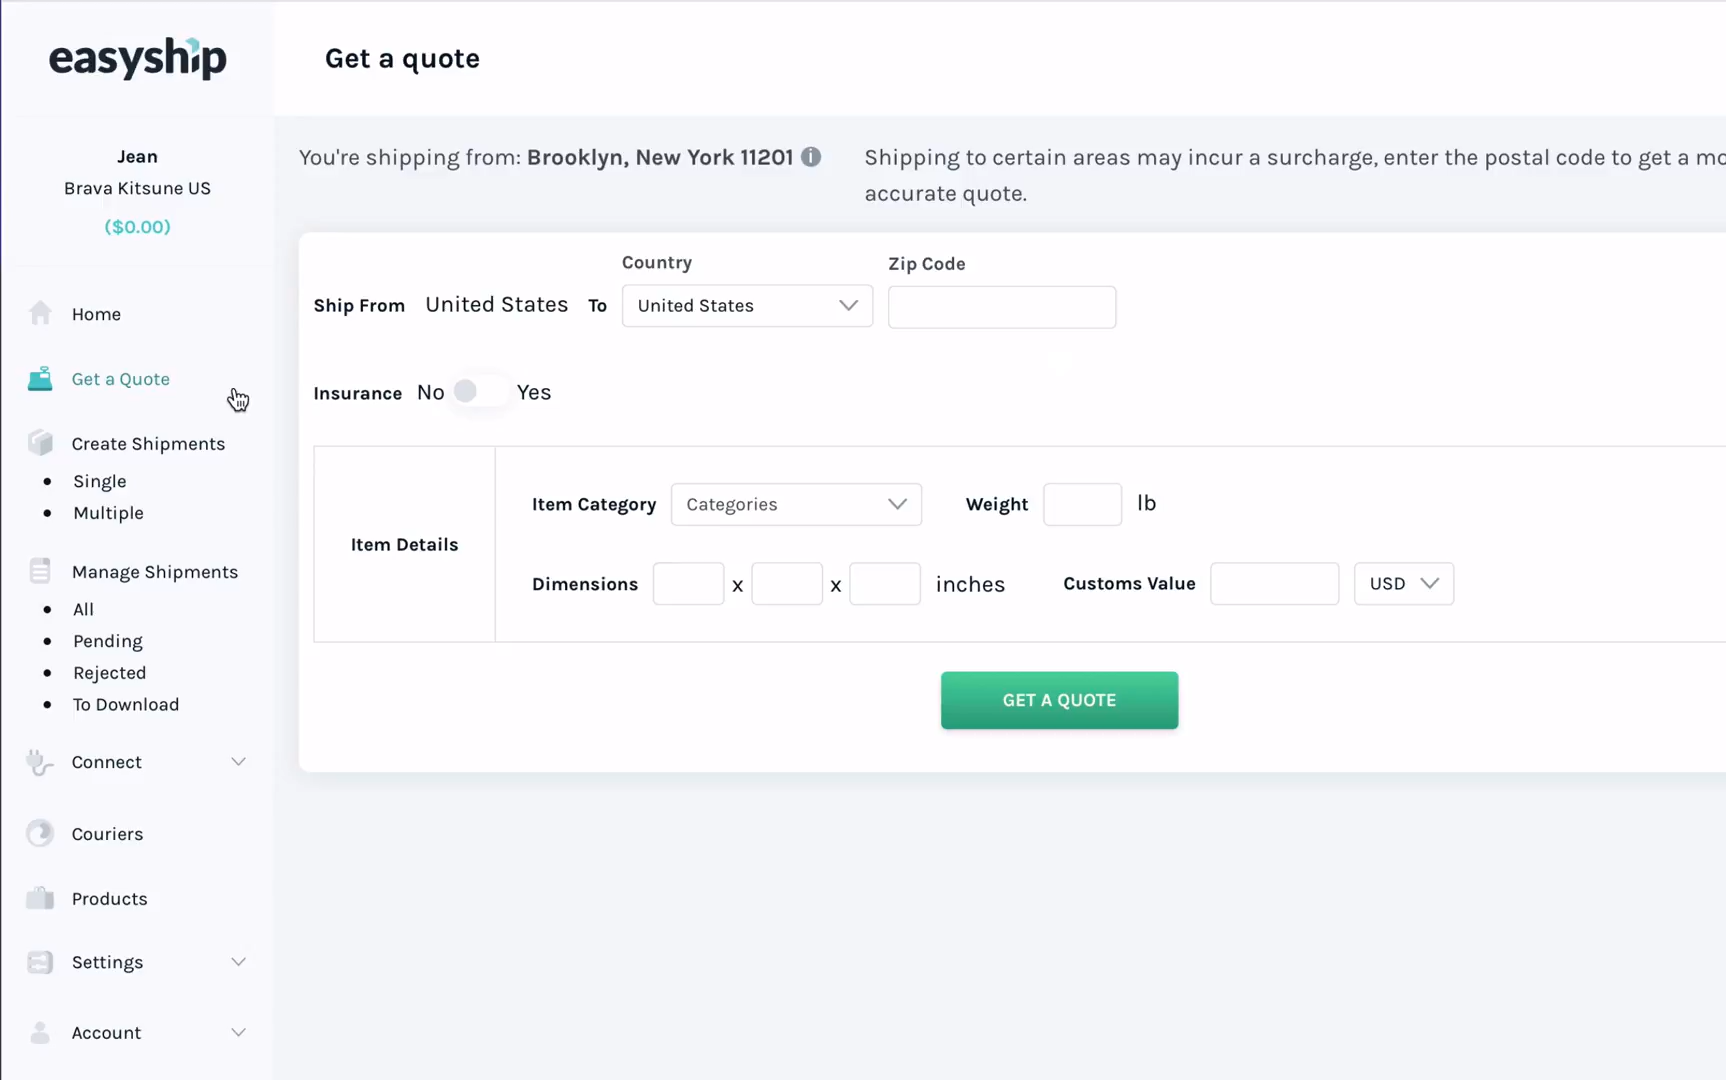 easyship
Get a quote
Jean
Brava Kitsune US
($0.00)
Home
Get a Quote
Create Shipments
Single
Multiple
Manage Shipments
All
Pending
Rejected
To Download
Connect
Couriers
Products
Settings
Account
You're shipping from: Brooklyn, New York 11201
Shipping to certain areas may incur a surcharge, enter the postal code to get a mo
accurate quote.
Country
Zip Code
Ship From United States To United States
Insurance No Yes
Item Details
Item Category Categories Weight lb
Dimensions x x inches Customs Value USD
GET A QUOTE